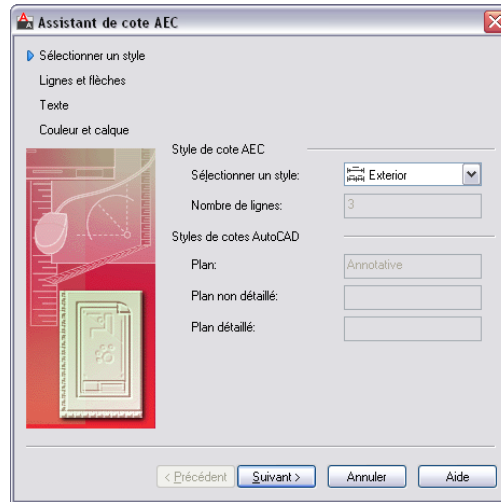 Assistant de cote AEC
Sélectionner un style
Lignes et flèches
Texte
Couleur et calque
Style de cote AEC
Sélectionner un style: Exterior
Nombre de lignes: 3
Styles de cotes AutoCAD
Plan: Annotative
Plan non détaillé:
Plan détaillé:
< Précédent Suivant > Annuler Aide